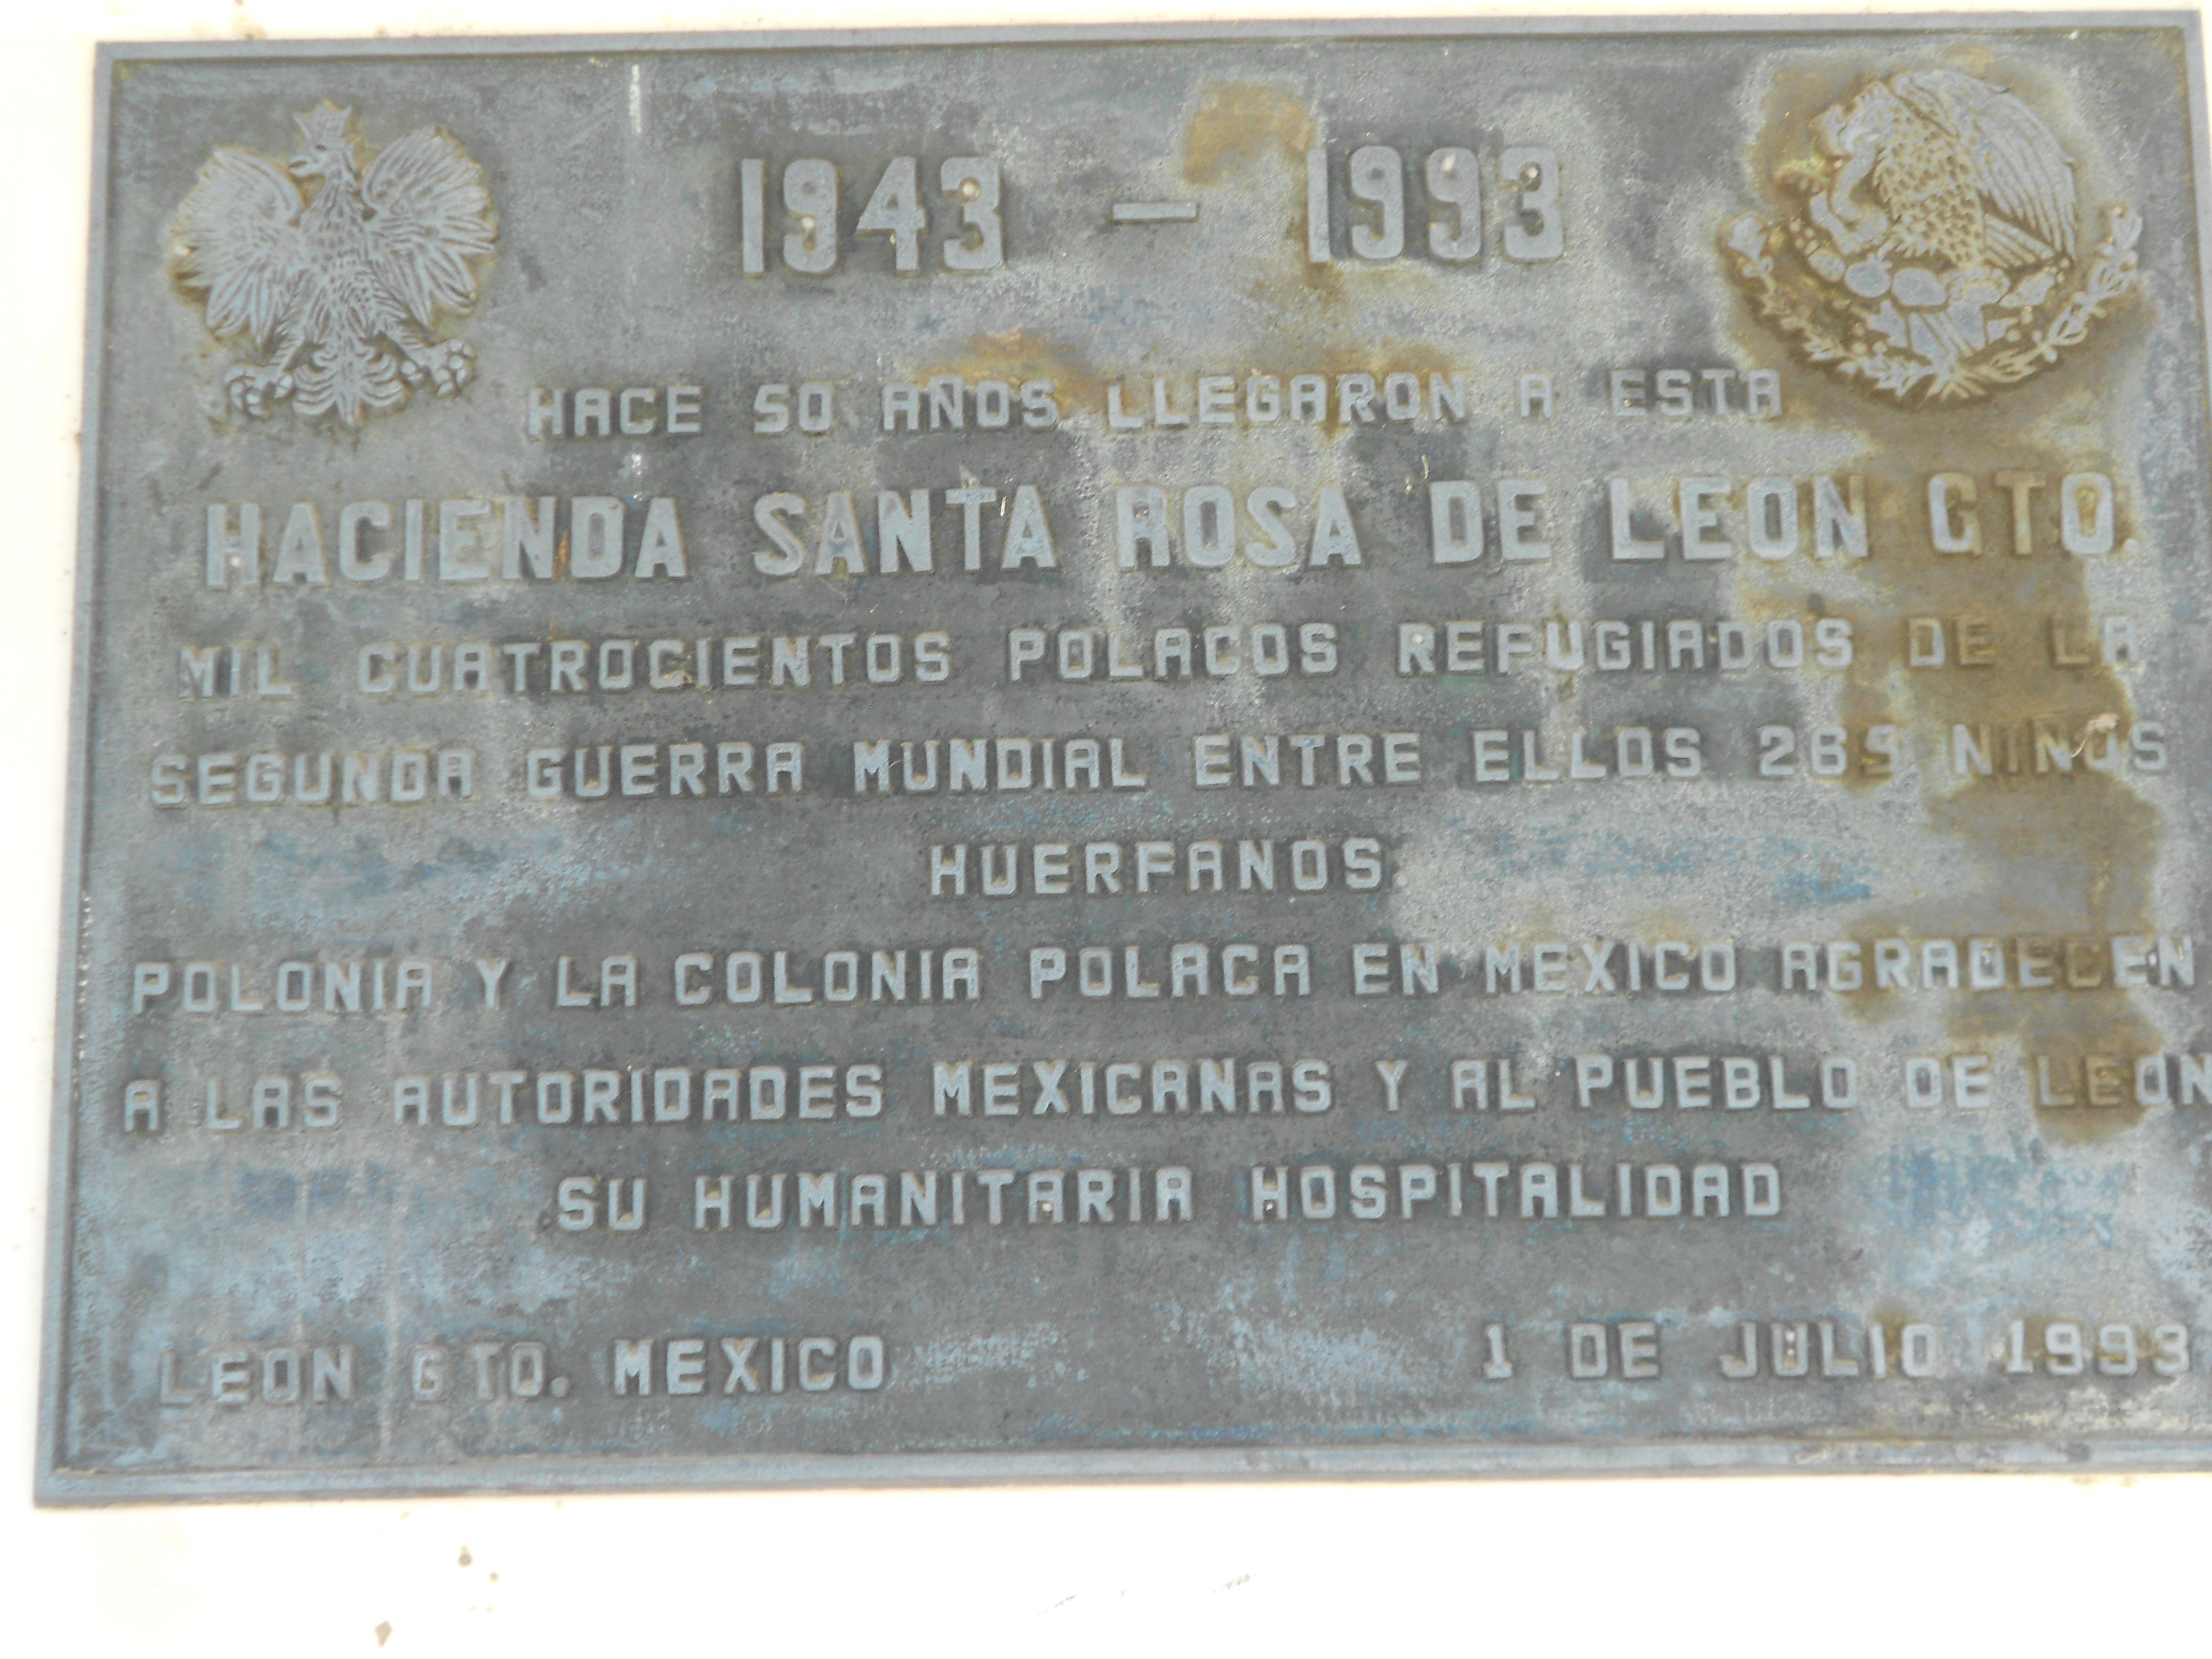 1943 — 1993
HACE 50 AÑOS LLEGARON A ESTA
HACIENDA SANTA ROSA DE LEON GTO.
MIL CUATROCIENTOS POLACOS REFUGIADOS DE LA
SEGUNDA GUERRA MUNDIAL ENTRE ELLOS 265 NIÑOS
HUERFANOS.
POLONIA Y LA COLONIA POLACA EN MEXICO AGRADECEN
A LAS AUTORIDADES MEXICANAS Y AL PUEBLO DE LEON
SU HUMANITARIA HOSPITALIDAD
LEON GTO. MEXICO 1 DE JULIO 1993